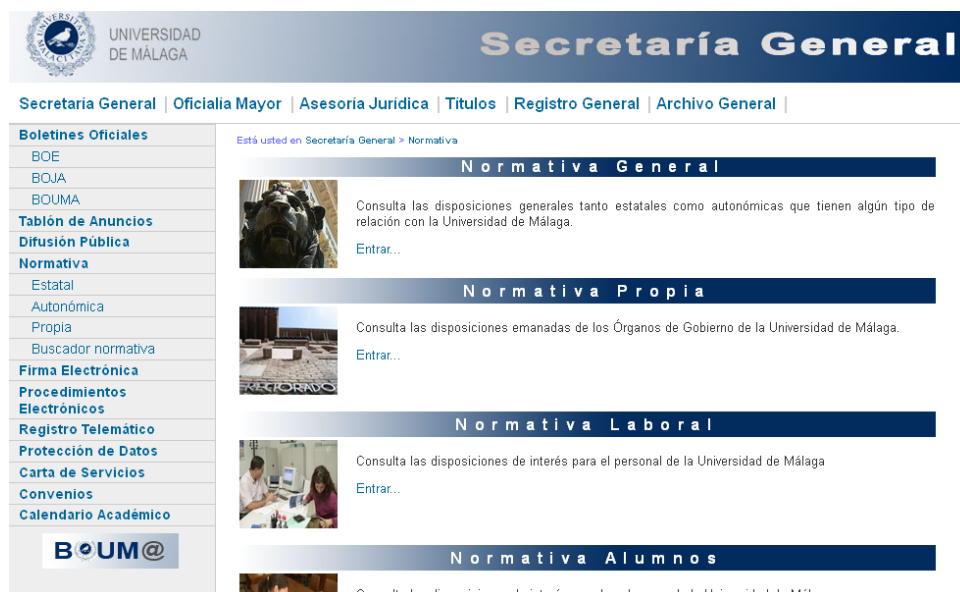 UNIVERSIDAD
DE MÁLAGA
Secretaría General
Secretaría General | Oficialía Mayor | Asesoría Jurídica | Títulos | Registro General | Archivo General |
Boletines Oficiales
BOE
BOJA
BOUMA
Tablón de Anuncios
Difusión Pública
Normativa
Estatal
Autonómica
Propia
Buscador normativa
Firma Electrónica
Procedimientos
Electrónicos
Registro Telemático
Protección de Datos
Carta de Servicios
Convenios
Calendario Académico
BOUM@
Está usted en Secretaría General > Normativa
Normativa General
Consulta las disposiciones generales tanto estatales como autonómicas que tienen algún tipo de
relación con la Universidad de Málaga.
Entrar...
Normativa Propia
RECTORADO
Consulta las disposiciones emanadas de los Órganos de Gobierno de la Universidad de Málaga.
Entrar...
Normativa Laboral
Consulta las disposiciones de interés para el personal de la Universidad de Málaga
Entrar...
Normativa Alumnos